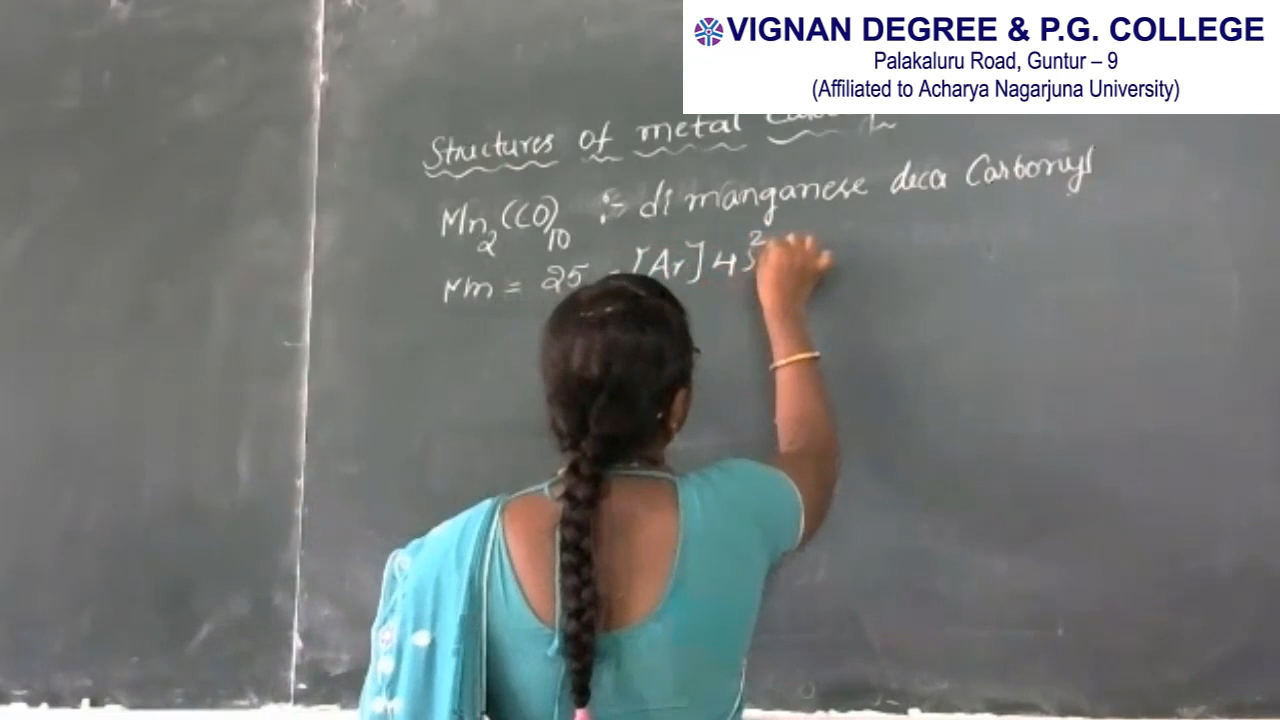 VIGNAN DEGREE & P.G. COLLEGE
Palakaluru Road, Guntur – 9
(Affiliated to Acharya Nagarjuna University)
Structures of metal
Mn2(CO)10 :- di manganese deca Carbonyl
Mn = 25 - [Ar] 4s2